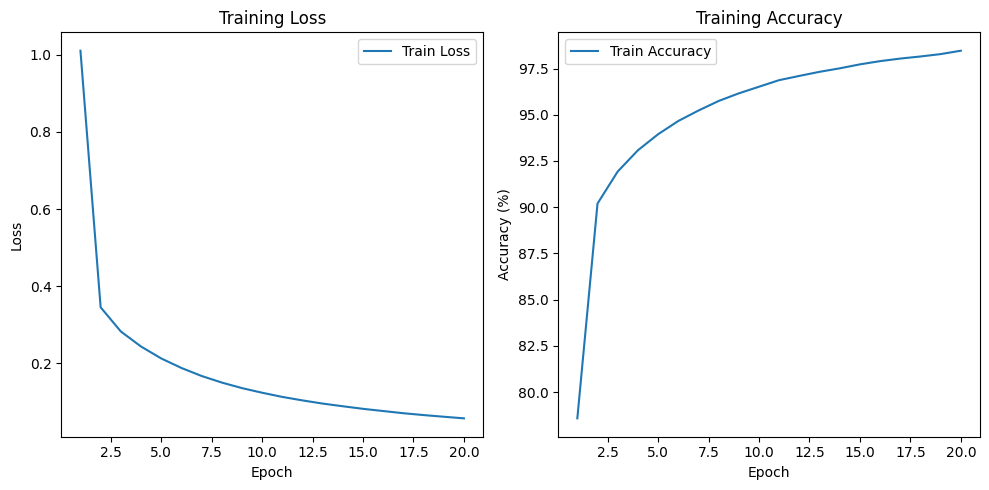 Training Loss
Train Loss
1.0
0.8
0.6
0.4
0.2
Loss
2.5 5.0 7.5 10.0 12.5 15.0 17.5 20.0
Epoch
Training Accuracy
Train Accuracy
97.5
95.0
92.5
90.0
87.5
85.0
82.5
80.0
Accuracy (%)
2.5 5.0 7.5 10.0 12.5 15.0 17.5 20.0
Epoch